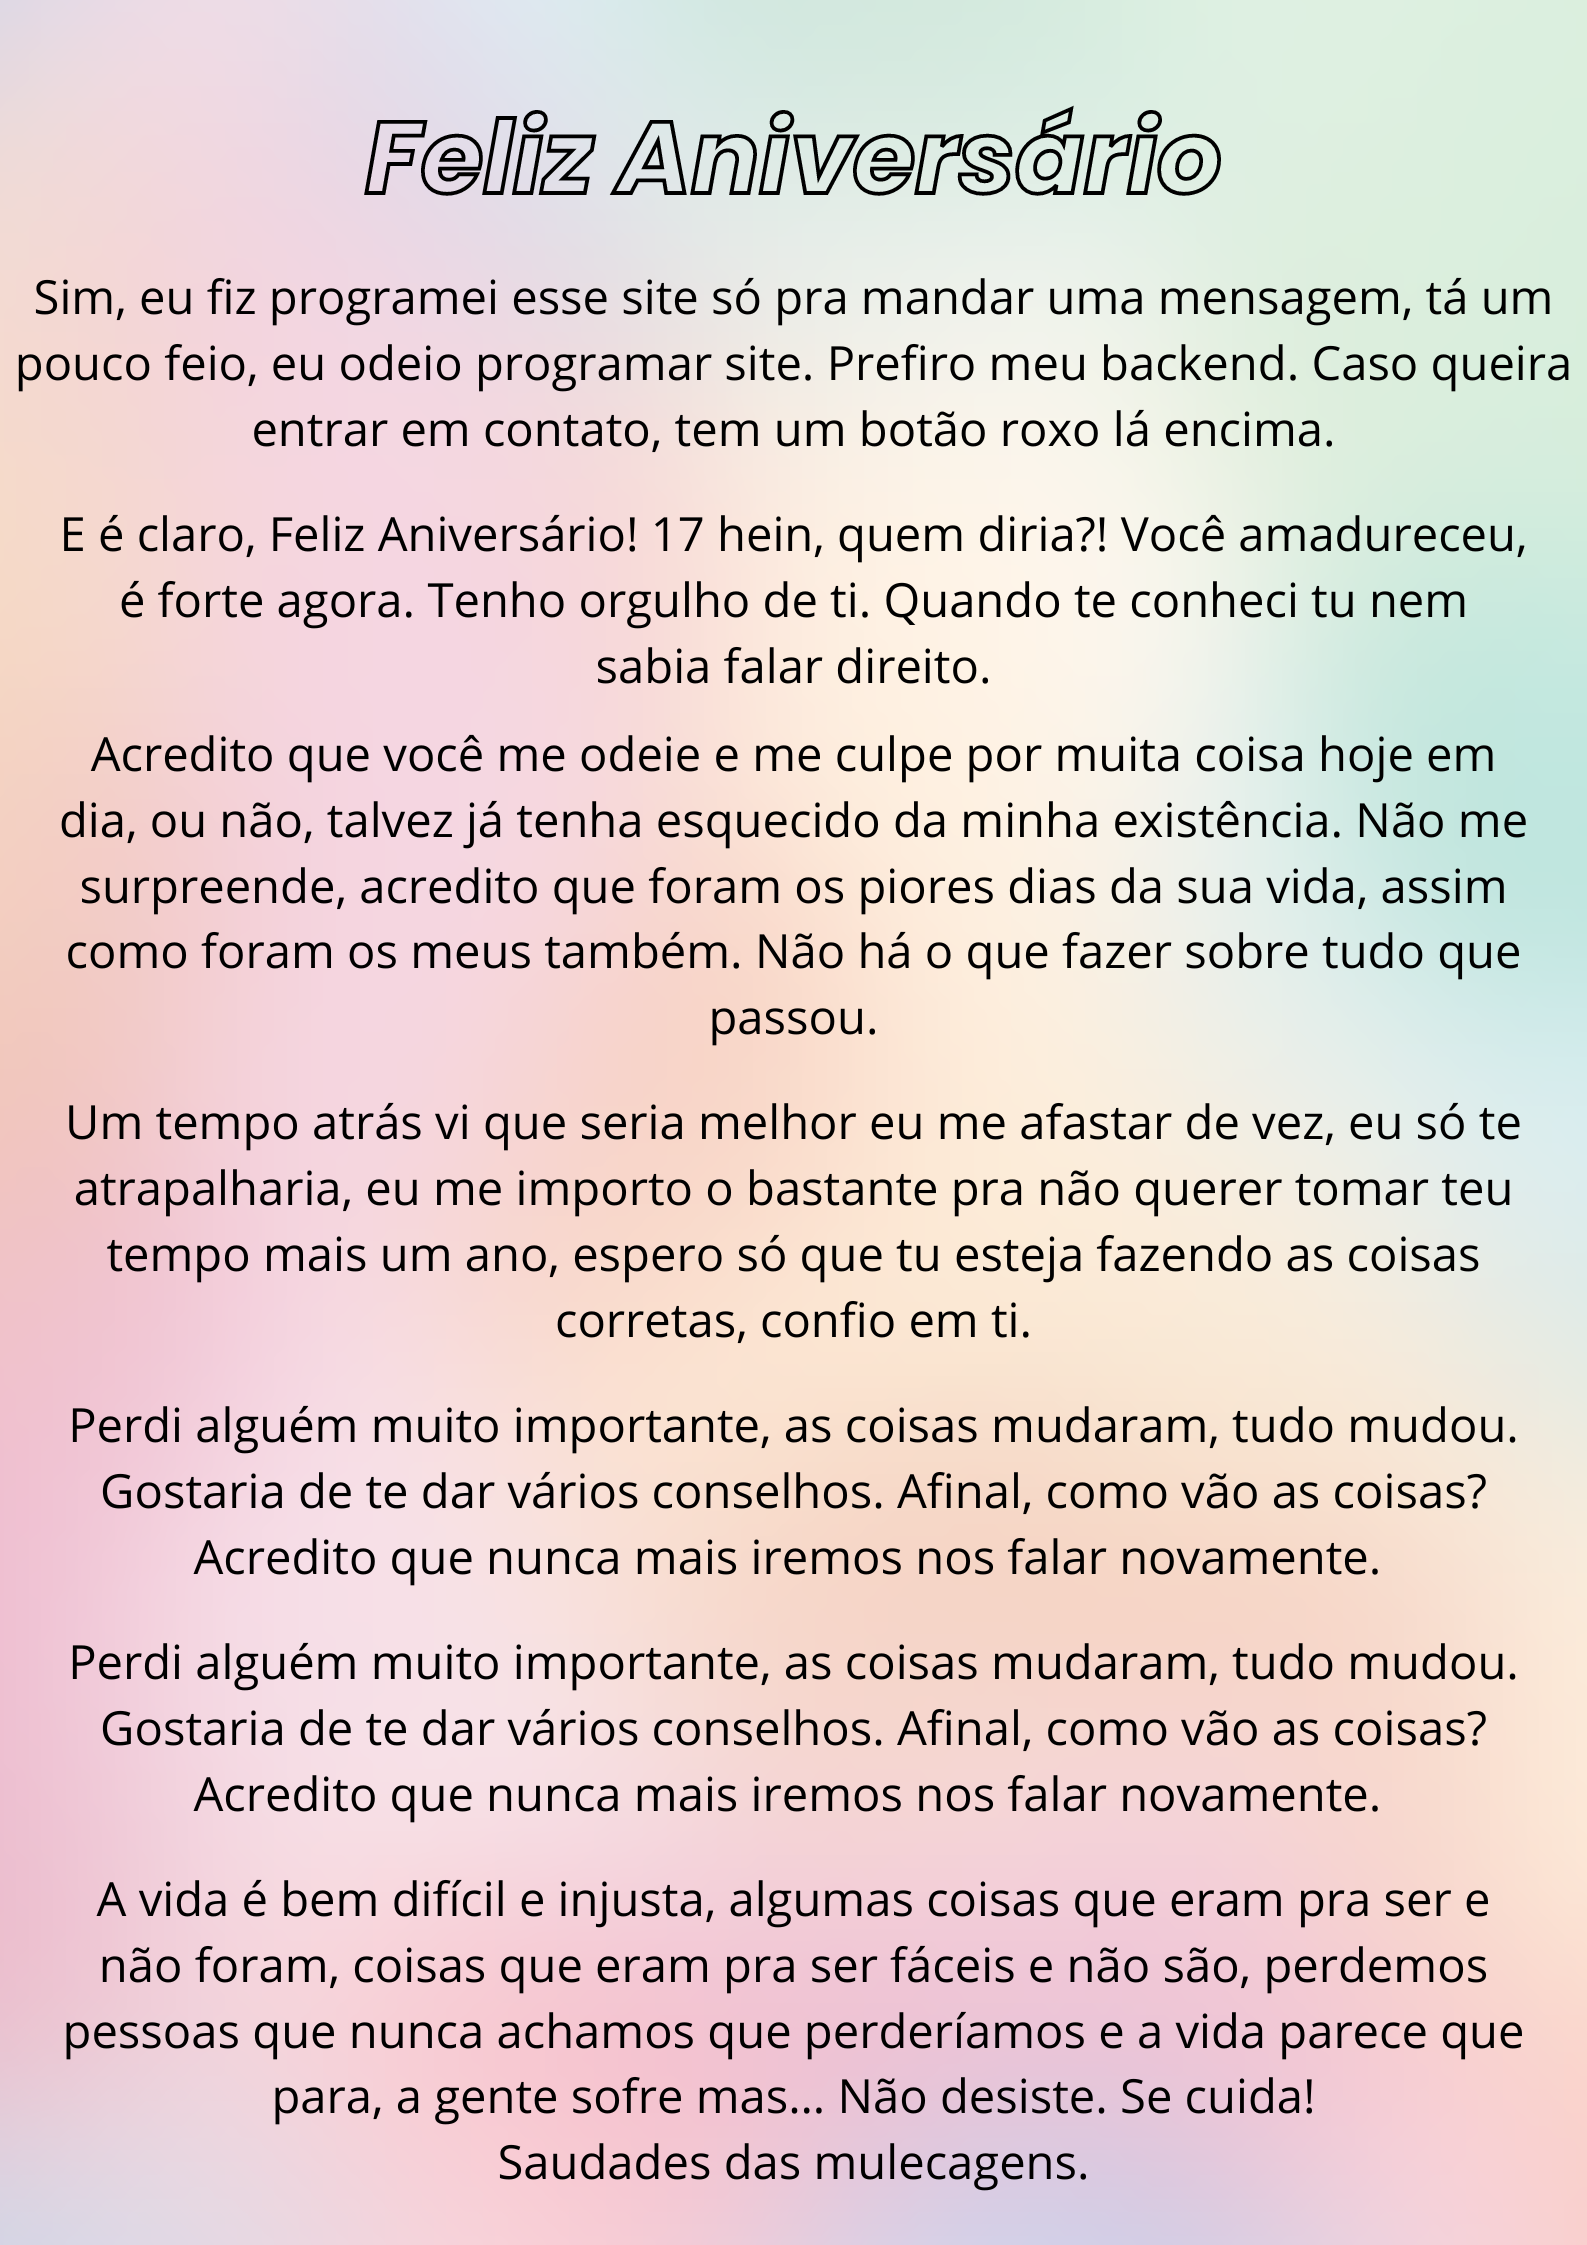 Feliz Aniversário
Sim, eu fiz programei esse site só pra mandar uma mensagem, tá um
pouco feio, eu odeio programar site. Prefiro meu backend. Caso queira
entrar em contato, tem um botão roxo lá encima.
E é claro, Feliz Aniversário! 17 hein, quem diria?! Você amadureceu,
é forte agora. Tenho orgulho de ti. Quando te conheci tu nem
sabia falar direito.
Acredito que você me odeie e me culpe por muita coisa hoje em
dia, ou não, talvez já tenha esquecido da minha existência. Não me
surpreende, acredito que foram os piores dias da sua vida, assim
como foram os meus também. Não há o que fazer sobre tudo que
passou.
Um tempo atrás vi que seria melhor eu me afastar de vez, eu só te
atrapalharia, eu me importo o bastante pra não querer tomar teu
tempo mais um ano, espero só que tu esteja fazendo as coisas
corretas, confio em ti.
Perdi alguém muito importante, as coisas mudaram, tudo mudou.
Gostaria de te dar vários conselhos. Afinal, como vão as coisas?
Acredito que nunca mais iremos nos falar novamente.
Perdi alguém muito importante, as coisas mudaram, tudo mudou.
Gostaria de te dar vários conselhos. Afinal, como vão as coisas?
Acredito que nunca mais iremos nos falar novamente.
A vida é bem difícil e injusta, algumas coisas que eram pra ser e
não foram, coisas que eram pra ser fáceis e não são, perdemos
pessoas que nunca achamos que perderíamos e a vida parece que
para, a gente sofre mas... Não desiste. Se cuida!
Saudades das mulecagens.